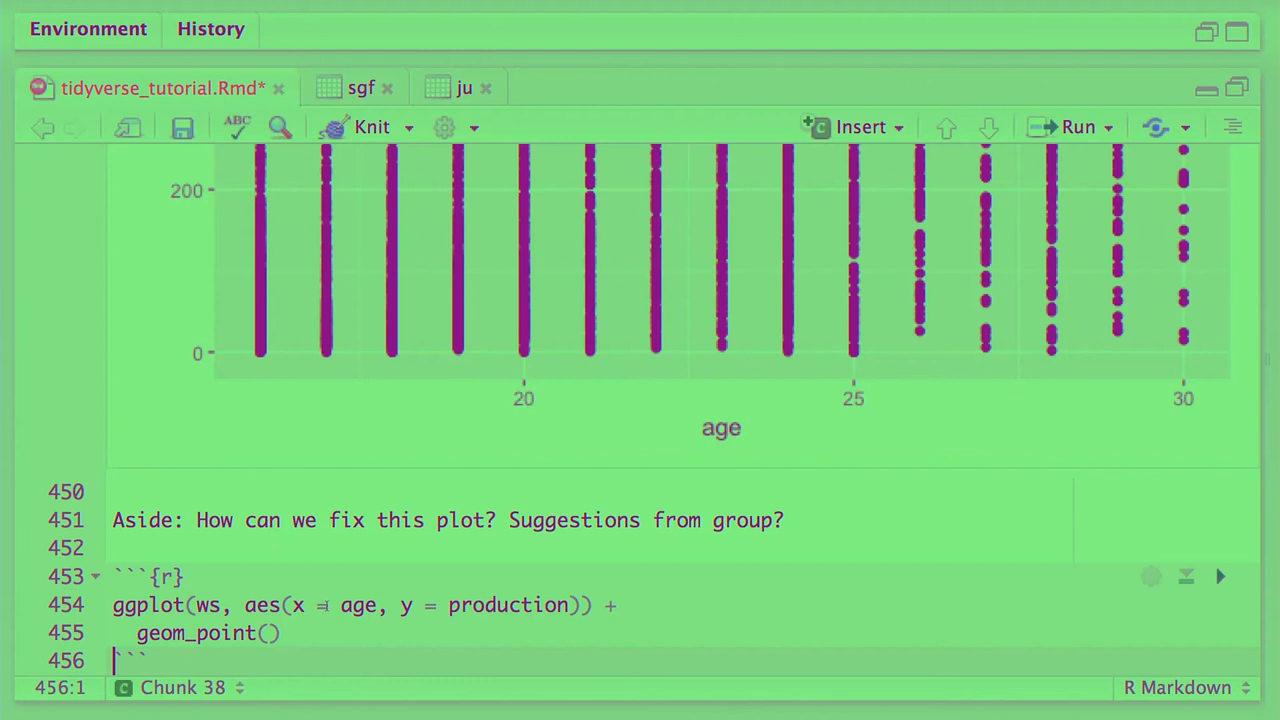 Environment History
tidyverse_tutorial.Rmd* sgf ju
ABC Knit Insert Run
200
0
20 25 30
age
450
451 Aside: How can we fix this plot? Suggestions from group?
452
453 ```{r}
454 ggplot(ws, aes(x = age, y = production)) +
455 geom_point()
456 ```
456:1 C Chunk 38 R Markdown